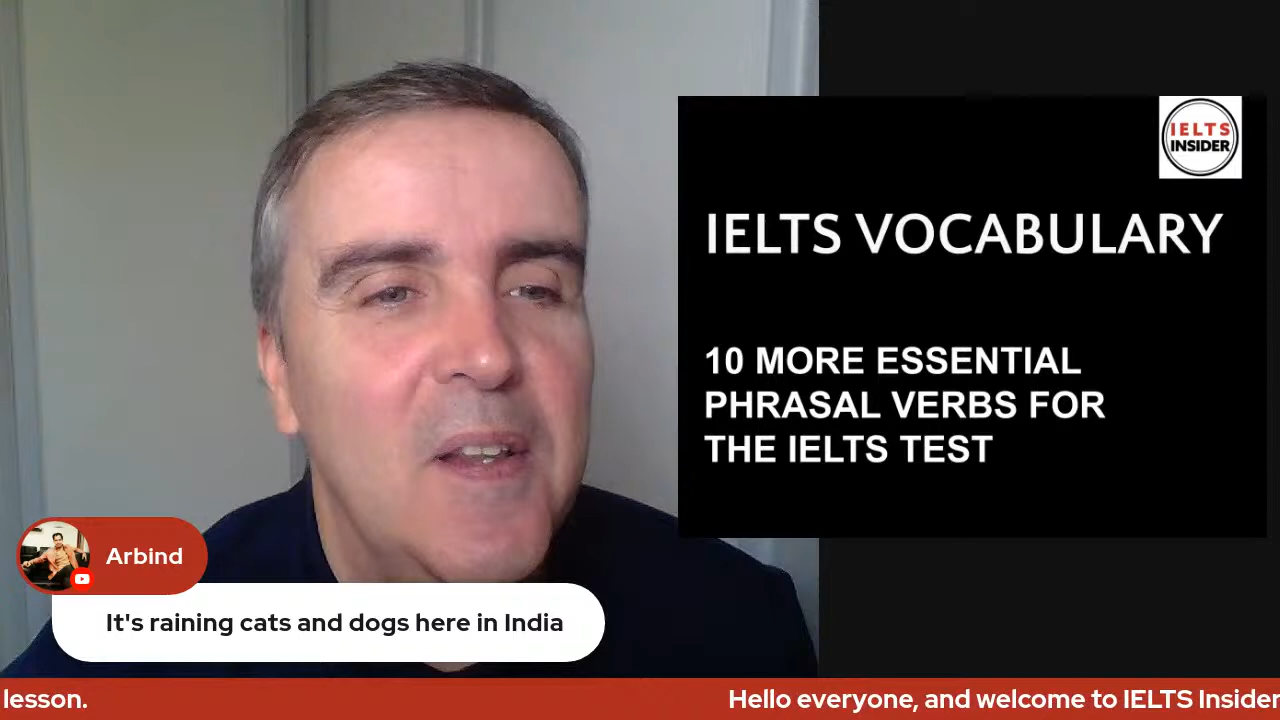 IELTS
INSIDER
IELTS VOCABULARY
10 MORE ESSENTIAL
PHRASAL VERBS FOR
THE IELTS TEST
Arbind
It's raining cats and dogs here in India
lesson.
Hello everyone, and welcome to IELTS Insider